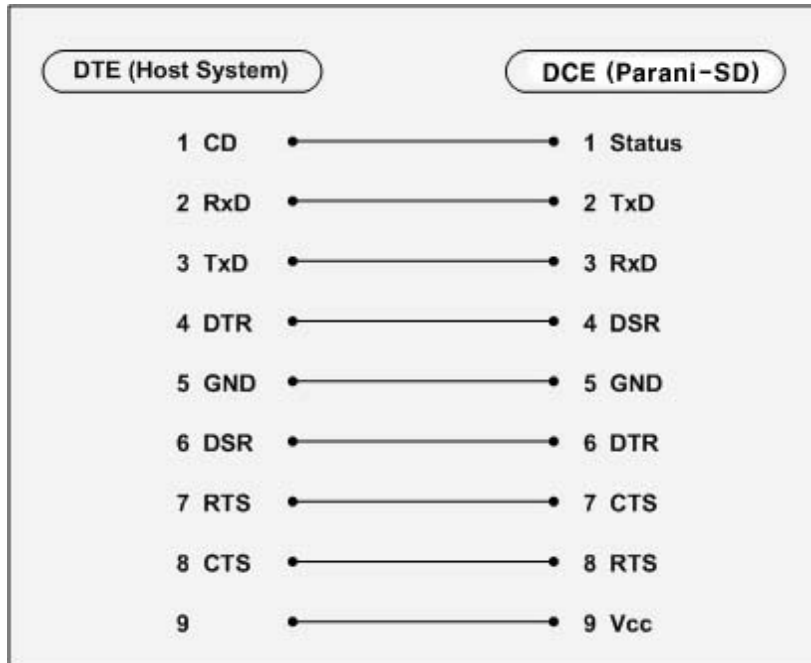 DTE (Host System) DCE (Parani-SD)
1 CD 1 Status
2 RxD 2 TxD
3 TxD 3 RxD
4 DTR 4 DSR
5 GND 5 GND
6 DSR 6 DTR
7 RTS 7 CTS
8 CTS 8 RTS
9 9 Vcc